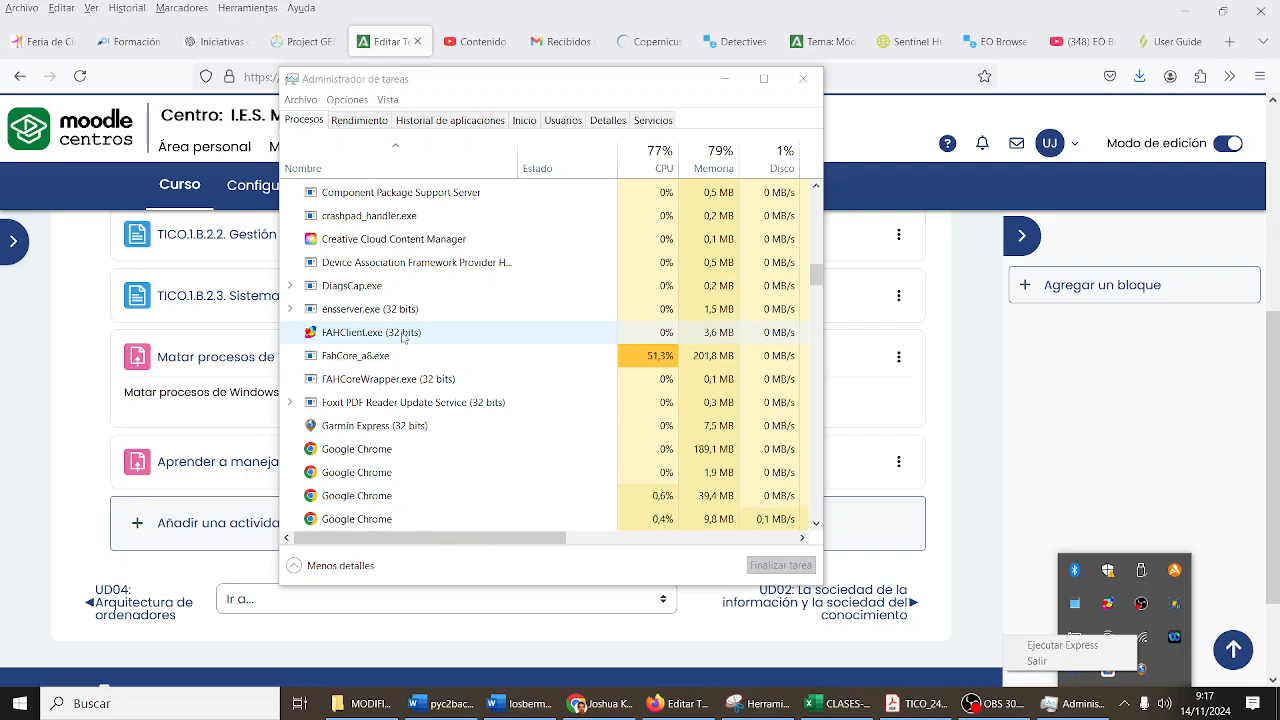 Archivo Editar Ver Historial Marcadores Herramientas Ayuda
Feria de Ci
Formación
Iniciativas
Project GE
Editar Te
Contenido
Recibidos
Copernicu
Detectives
Tema: Mód
Sentinel Hu
EO Browse
(348) EO B
User Guide
https:/
Administrador de tareas
Archivo Opciones Vista
Procesos Rendimiento Historial de aplicaciones Inicio Usuarios Detalles Servicios
77% 79% 1%
Nombre Estado CPU Memoria Disco
Component Package Support Server 0% 0,5 MB 0 MB/s
crashpad_handler.exe 0% 0,2 MB 0 MB/s
Creative Cloud Content Manager 0% 0,1 MB 0 MB/s
Device Association Framework Provider H... 0% 0,5 MB 0 MB/s
DiagsCap.exe 0% 0,2 MB 0 MB/s
ensserver.exe (32 bits) 0% 1,5 MB 0 MB/s
FAHClient.exe (32 bits) 0% 3,6 MB 0 MB/s
FahCore_a8.exe 51,3% 201,8 MB 0 MB/s
FAHCoreWrapper.exe (32 bits) 0% 0,1 MB 0 MB/s
Foxit PDF Reader Update Service (32 bits) 0% 0,3 MB 0 MB/s
Garmin Express (32 bits) 0% 7,5 MB 0 MB/s
Google Chrome 0% 189,1 MB 0 MB/s
Google Chrome 0% 1,9 MB 0 MB/s
Google Chrome 0,6% 39,4 MB 0 MB/s
Google Chrome 0,4% 9,8 MB 0,1 MB/s
Menos detalles
Finalizar tarea
moodle
centros
Centro: I.E.S. M
Área personal M
UJ
Modo de edición
Curso Configu
TICO.1.B.2.2. Gestión
TICO.1.B.2.3. Sistema
Matar procesos de
Matar procesos de Windows
Aprender a maneja
Añadir una activida
Agregar un bloque
UD04:
Arquitectura de
ordenadores
Ir a...
UD02: La sociedad de la
información y la sociedad del
conocimiento
Ejecutar Express
Salir
Buscar
pyc2bac...
osbern...
Joshua K...
Editar T...
Herrami...
CLASES-...
TICO_24...
OBS 30...
Adminis...
9:17
14/11/2024